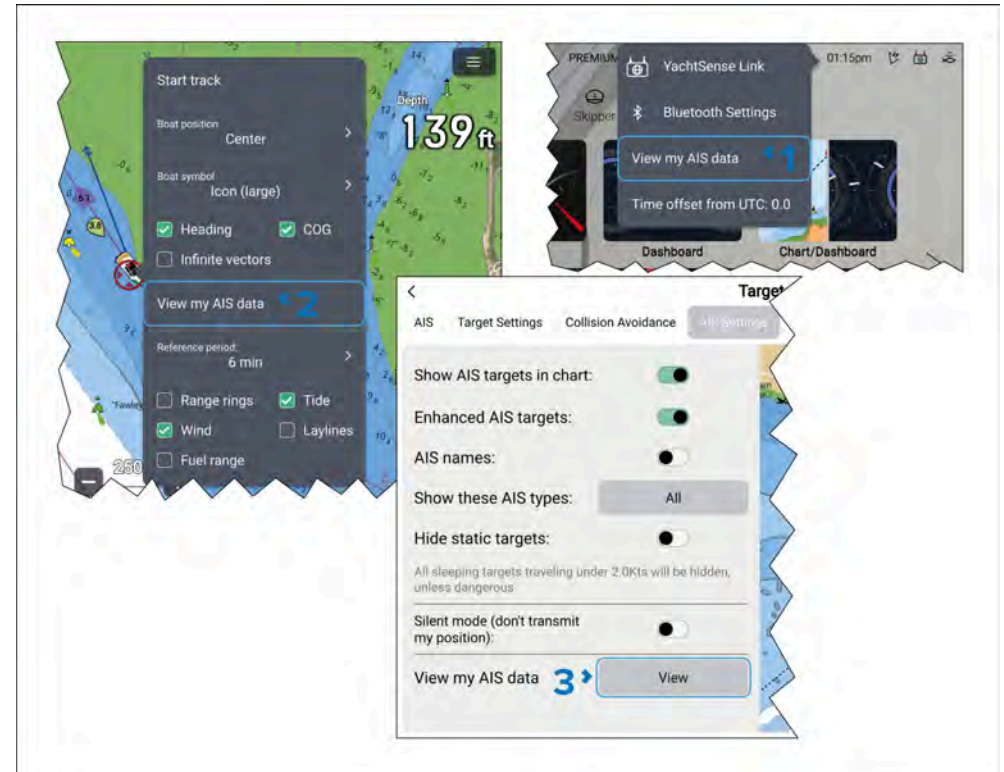 Start track
Boat position
Center
Boat symbol
Icon (large)
Heading
COG
Infinite vectors
View my AIS data
2
Reference period:
6 min
Range rings
Tide
Wind
Laylines
Fuel range
Depth
139 ft
3.8
250
PREMIUM
YachtSense Link
01:15pm
Skipper
Bluetooth Settings
View my AIS data
1
Time offset from UTC: 0.0
Dashboard
Chart/Dashboard
Target
AIS
Target Settings
Collision Avoidance
AIS Settings
Show AIS targets in chart:
Enhanced AIS targets:
AIS names:
Show these AIS types:
All
Hide static targets:
All sleeping targets traveling under 2.0Kts will be hidden,
unless dangerous
Silent mode (don't transmit
my position):
View my AIS data
3
View